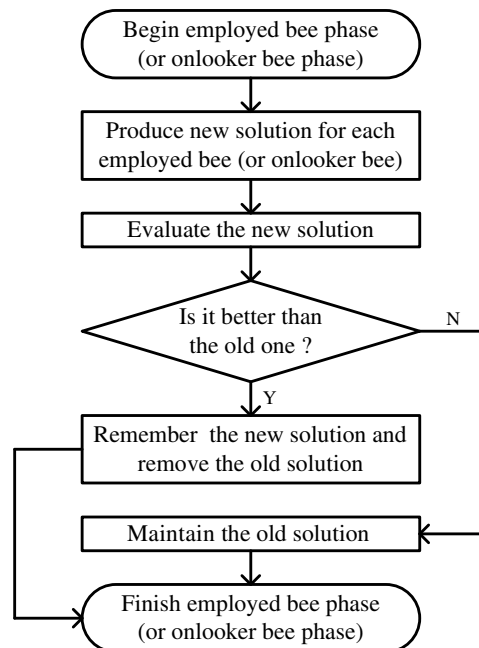 Begin employed bee phase
(or onlooker bee phase)
Produce new solution for each
employed bee (or onlooker bee)
Evaluate the new solution
Is it better than
the old one ?
N
Y
Remember the new solution and
remove the old solution
Maintain the old solution
Finish employed bee phase
(or onlooker bee phase)